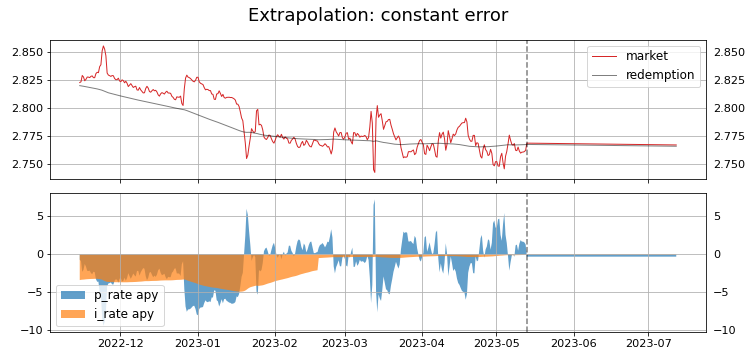 Extrapolation: constant error
2.850 2.850
market
2.825 redemption 2.825
2.800 2.800
2.775 2.775
2.750 2.750
5 5
0 0
−5 p_rate apy −5
i_rate apy
−10 −10
2022-12 2023-01 2023-02 2023-03 2023-04 2023-05 2023-06 2023-07